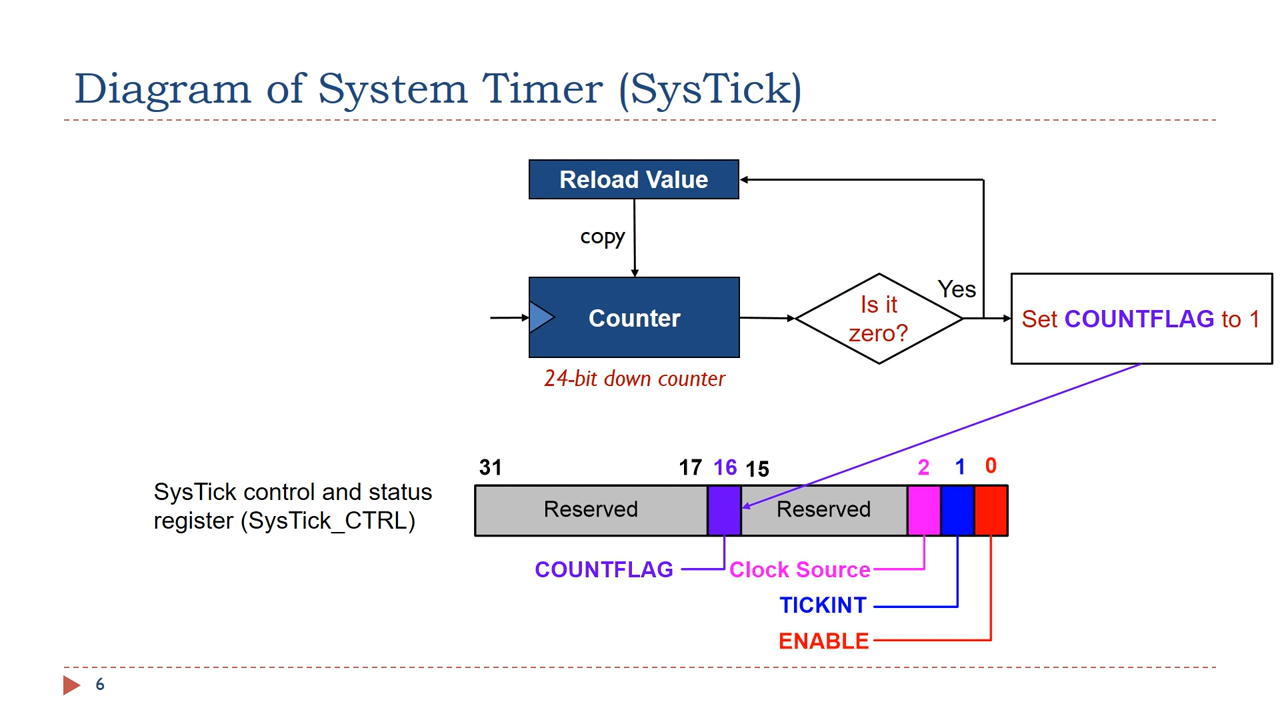 Diagram of System Timer (SysTick)
Reload Value
copy
Counter
24-bit down counter
Is it
zero?
Yes
Set COUNTFLAG to 1
31 17 16 15 2 1 0
SysTick control and status
register (SysTick_CTRL)
Reserved Reserved
COUNTFLAG Clock Source
TICKINT
ENABLE
6